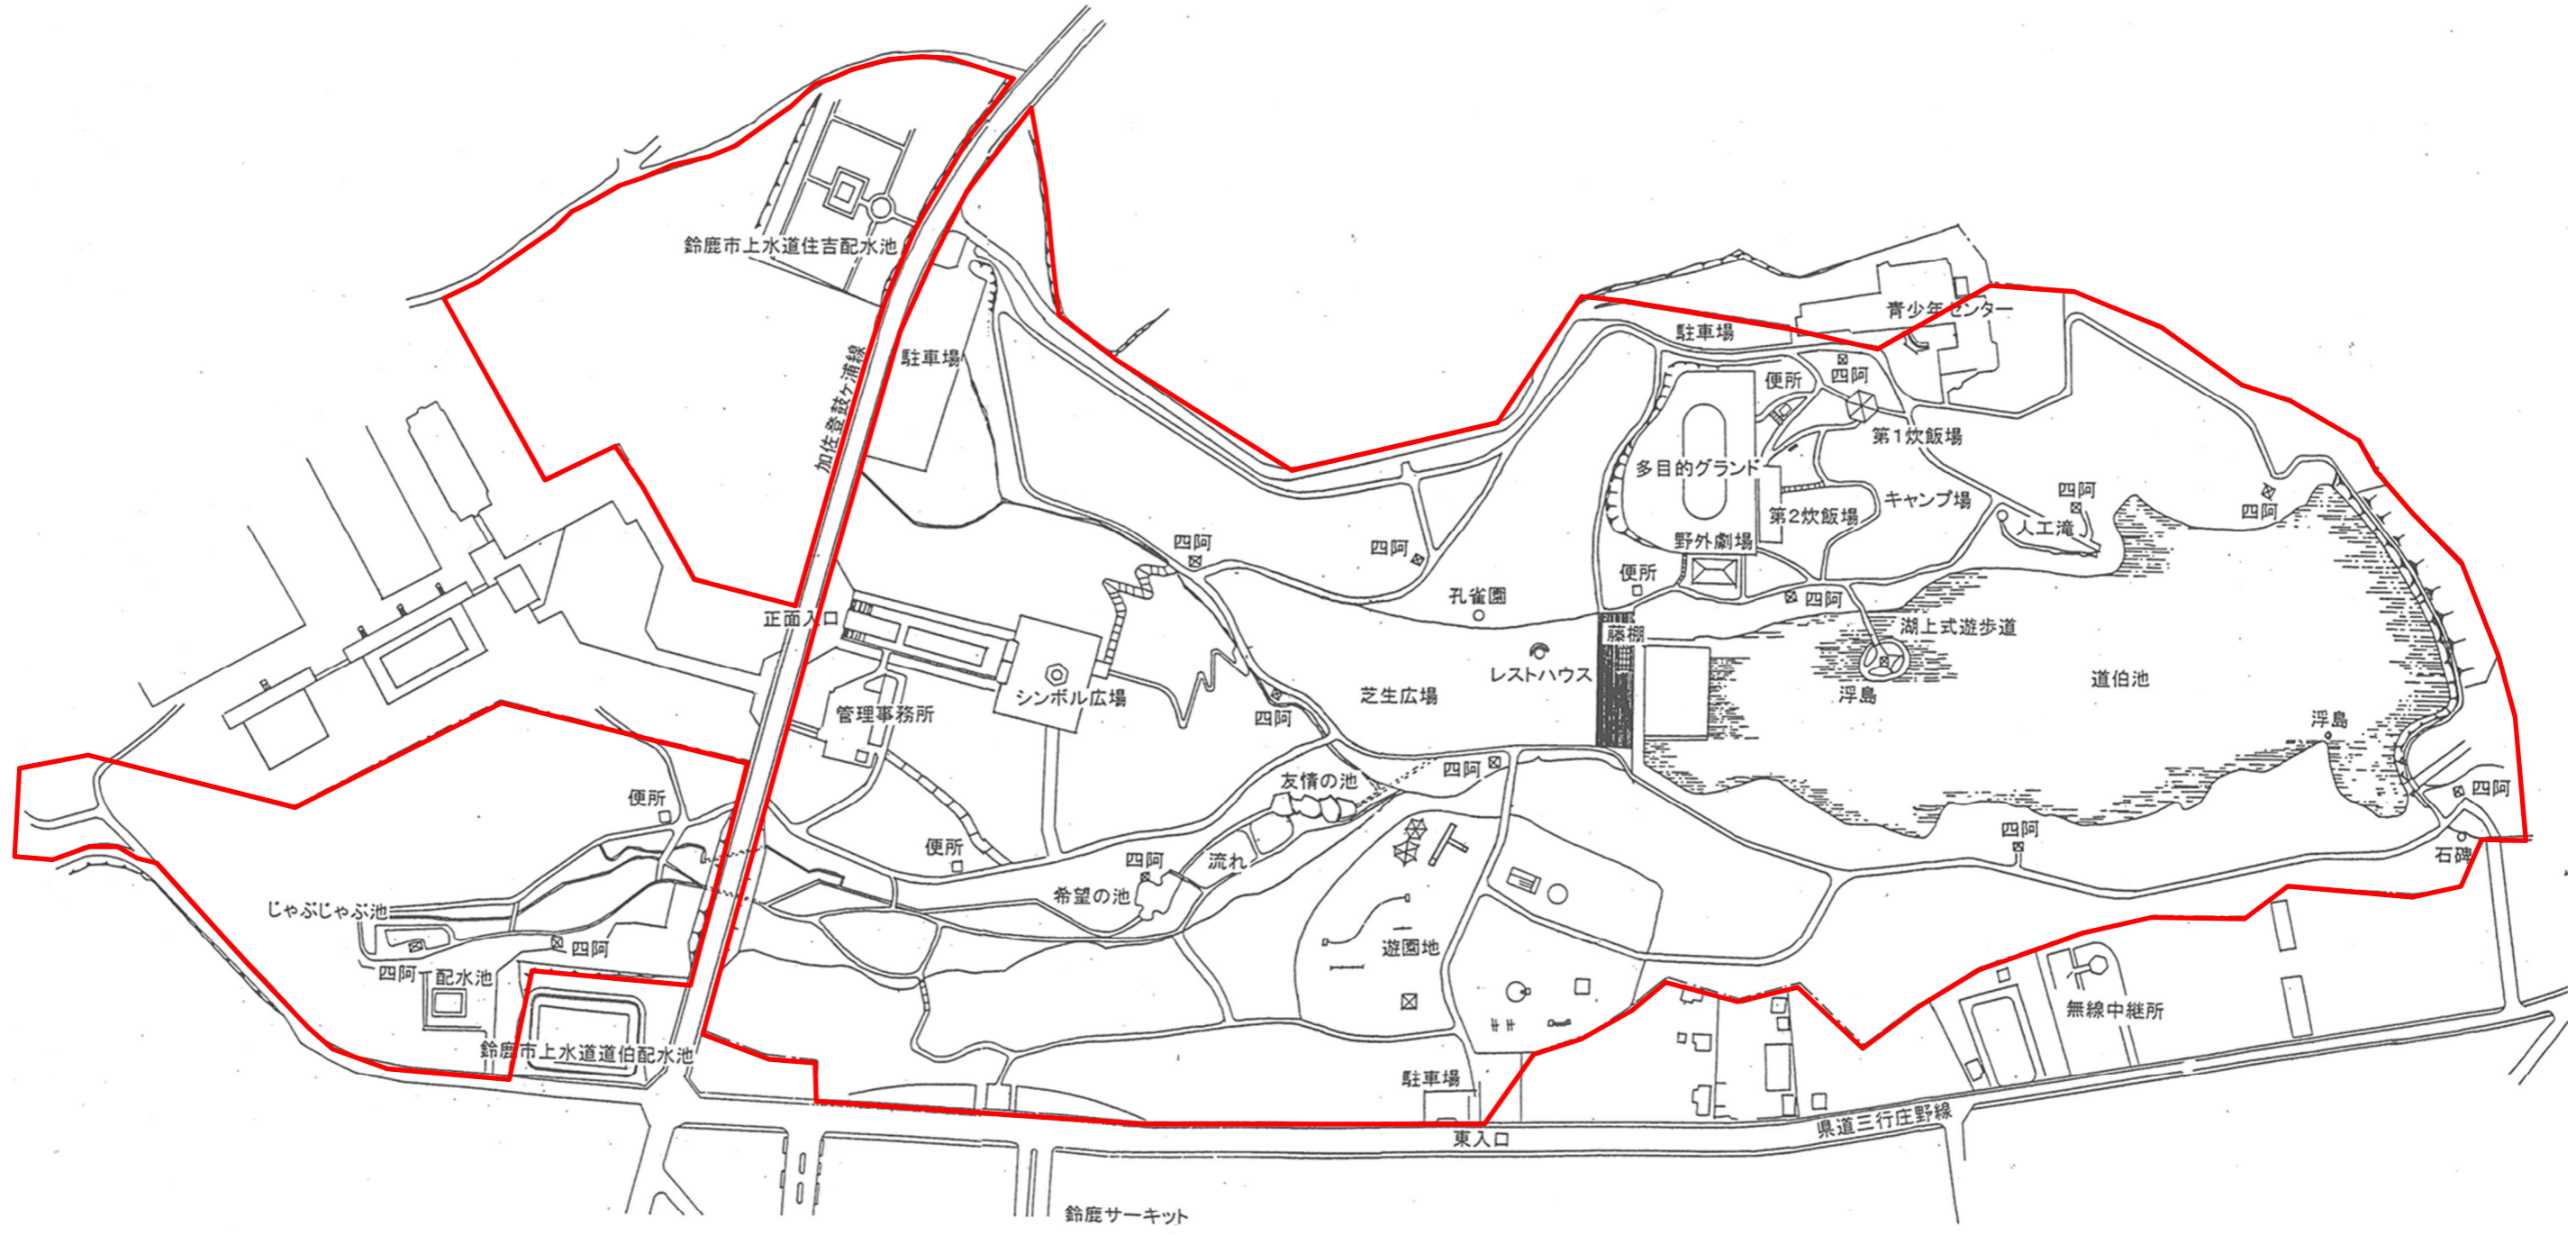 鈴鹿市上水道住吉配水池
加佐登鼓ヶ浦線
駐車場
青少年センター
駐車場
四阿
便所
第1炊飯場
多目的グランド
キャンプ場
四阿
四阿
第2炊飯場
人工滝
野外劇場
四阿
四阿
便所
四阿
孔雀園
正面入口
藤棚
湖上式遊歩道
レストハウス
道伯池
シンボル広場
芝生広場
浮島
管理事務所
四阿
浮島
四阿
友情の池
四阿
便所
四阿
便所
四阿
流れ
石碑
希望の池
じゃぶじゃぶ池
四阿
遊園地
四阿
配水池
無線中継所
鈴鹿市上水道道伯配水池
駐車場
県道三行庄野線
東入口
鈴鹿サーキット